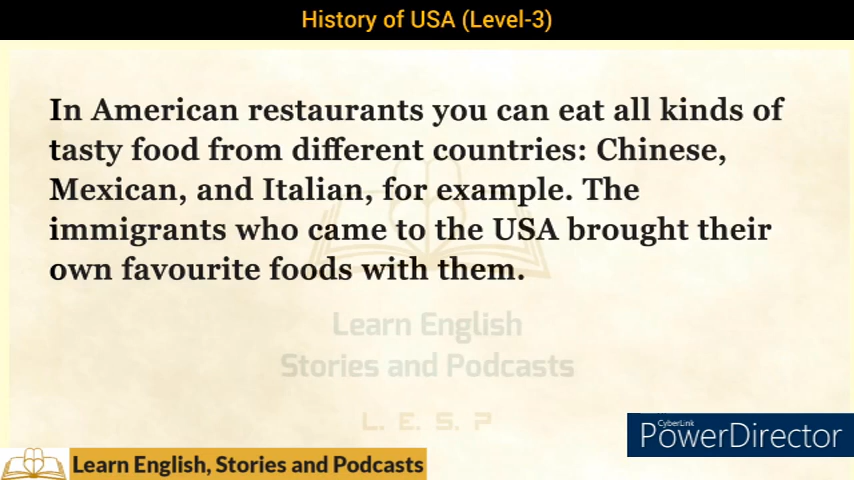 History of USA (Level-3)
In American restaurants you can eat all kinds of
tasty food from different countries: Chinese,
Mexican, and Italian, for example. The
immigrants who came to the USA brought their
own favourite foods with them.
Learn English
Stories and Podcasts
L. E. S. P
CyberLink
PowerDirector
Learn English, Stories and Podcasts